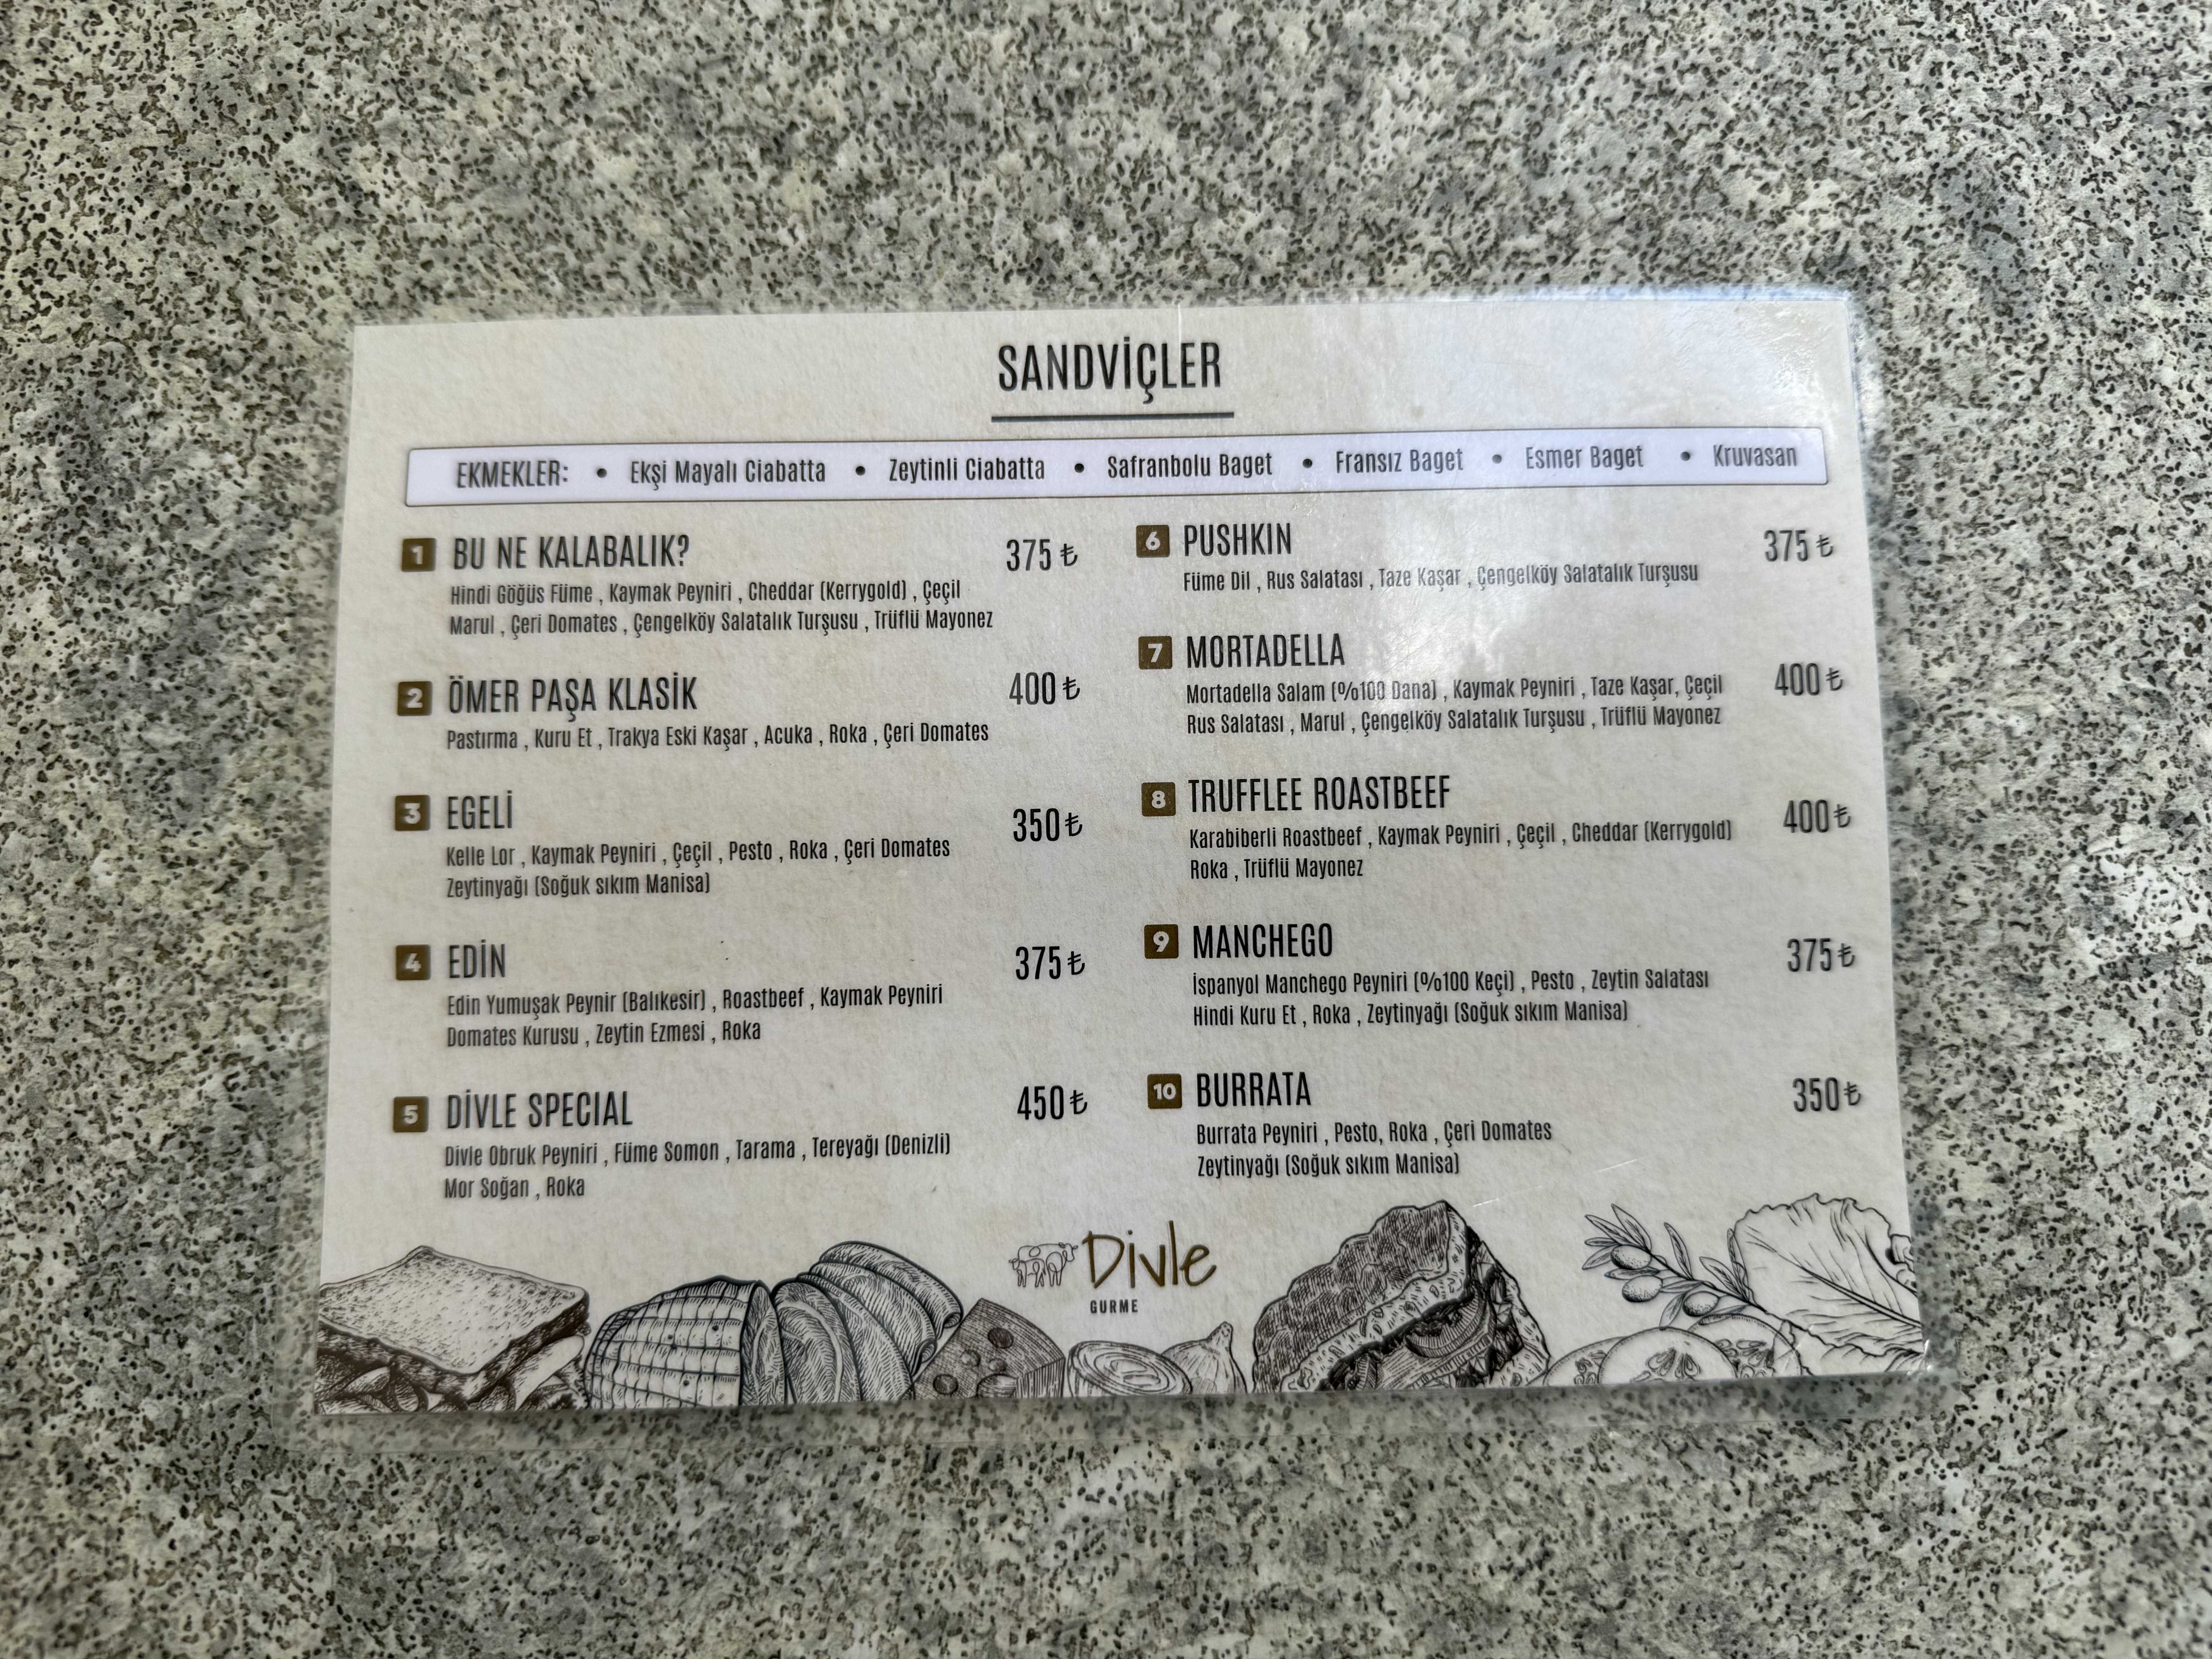 SANDVİÇLER
EKMEKLER: • Ekşi Mayalı Ciabatta • Zeytinli Ciabatta • Safranbolu Baget • Fransız Baget • Esmer Baget • Kruvasan
1 BU NE KALABALIK? 375 ₺
Hindi Göğüs Füme , Kaymak Peyniri , Cheddar (Kerrygold) , Çeçil
Marul , Çeri Domates , Çengelköy Salatalık Turşusu , Trüflü Mayonez
2 ÖMER PAŞA KLASİK 400 ₺
Pastırma , Kuru Et , Trakya Eski Kaşar , Acuka , Roka , Çeri Domates
3 EGELİ 350 ₺
Kelle Lor , Kaymak Peyniri , Çeçil , Pesto , Roka , Çeri Domates
Zeytinyağı (Soğuk sıkım Manisa)
4 EDİN 375 ₺
Edin Yumuşak Peynir (Balıkesir) , Roastbeef , Kaymak Peyniri
Domates Kurusu , Zeytin Ezmesi , Roka
5 DİVLE SPECIAL 450 ₺
Divle Obruk Peyniri , Füme Somon , Tarama , Tereyağı (Denizli)
Mor Soğan , Roka
6 PUSHKIN 375 ₺
Füme Dil , Rus Salatası , Taze Kaşar , Çengelköy Salatalık Turşusu
7 MORTADELLA 400 ₺
Mortadella Salam (%100 Dana) , Kaymak Peyniri , Taze Kaşar, Çeçil
Rus Salatası , Marul , Çengelköy Salatalık Turşusu , Trüflü Mayonez
8 TRUFFLEE ROASTBEEF 400 ₺
Karabiberli Roastbeef , Kaymak Peyniri , Çeçil , Cheddar (Kerrygold)
Roka , Trüflü Mayonez
9 MANCHEGO 375 ₺
İspanyol Manchego Peyniri (%100 Keçi) , Pesto , Zeytin Salatası
Hindi Kuru Et , Roka , Zeytinyağı (Soğuk sıkım Manisa)
10 BURRATA 350 ₺
Burrata Peyniri , Pesto, Roka , Çeri Domates
Zeytinyağı (Soğuk sıkım Manisa)
Divle
GURME